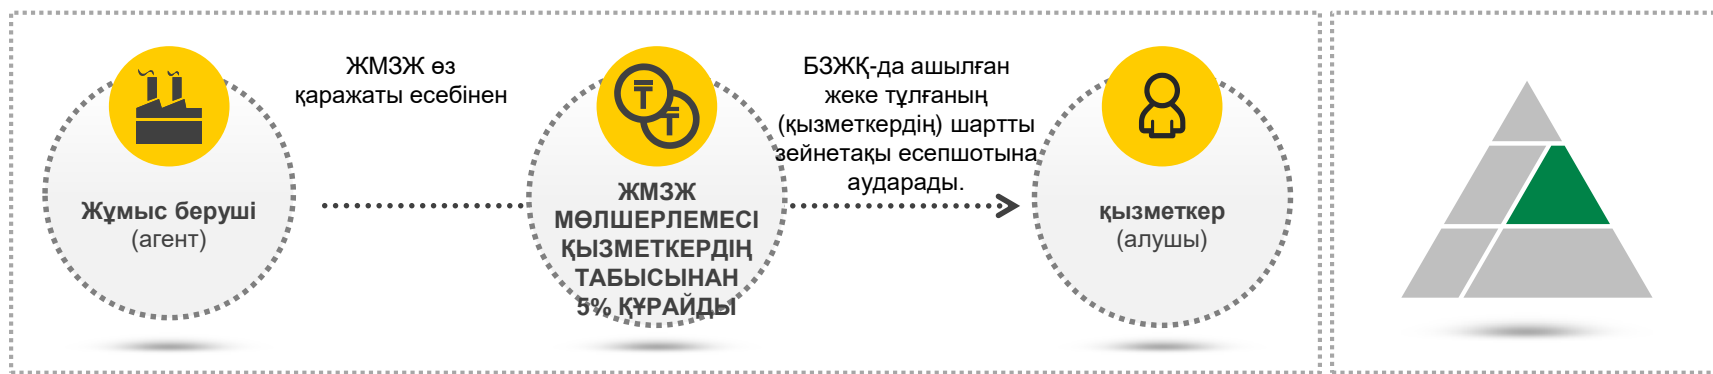 ЖМЗЖ өз
қаражаты есебінен
БЗЖҚ-да ашылған
жеке тұлғаның
(қызметкердің) шартты
зейнетақы есепшотына
аударады.
Жұмыс беруші
(агент)
ЖМЗЖ
МӨЛШЕРЛЕМЕСІ
ҚЫЗМЕТКЕРДІҢ
ТАБЫСЫНАН
5% ҚҰРАЙДЫ
қызметкер
(алушы)